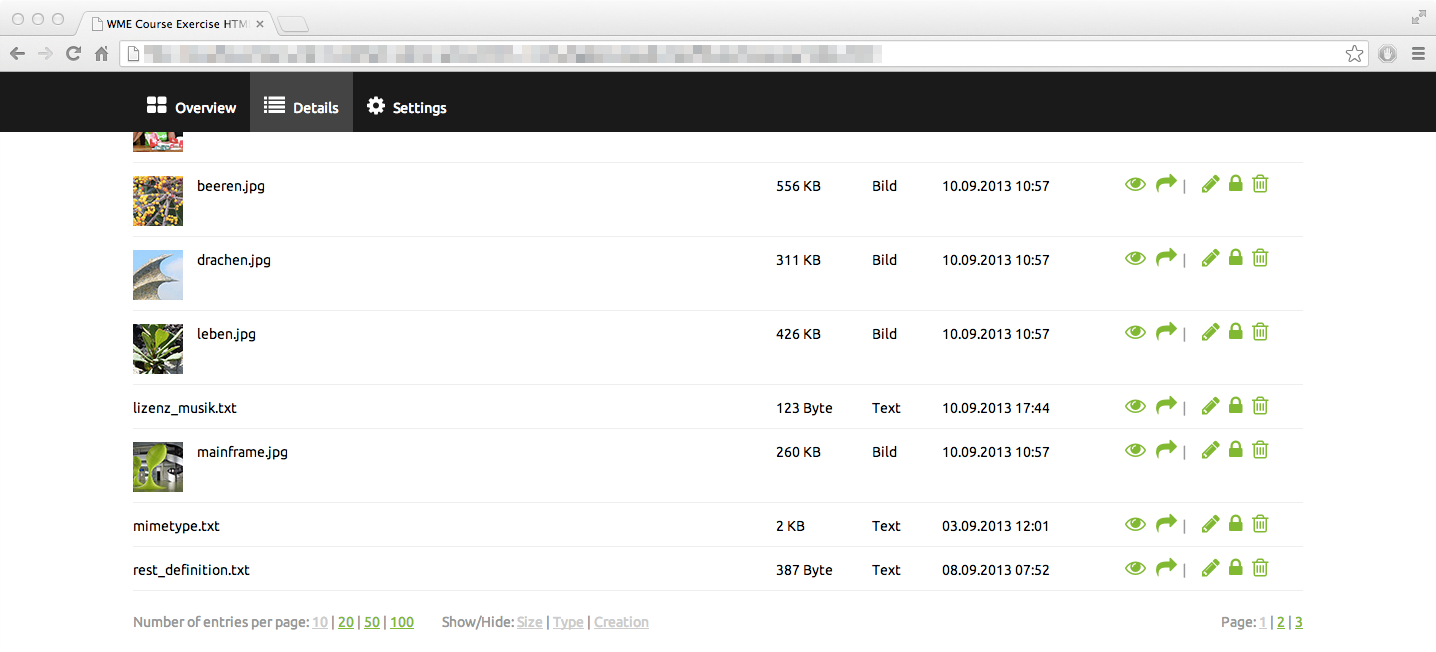 WME Course Exercise HTM
Overview Details Settings
beeren.jpg 556 KB Bild 10.09.2013 10:57 |
drachen.jpg 311 KB Bild 10.09.2013 10:57 |
leben.jpg 426 KB Bild 10.09.2013 10:57 |
lizenz_musik.txt 123 Byte Text 10.09.2013 17:44 |
mainframe.jpg 260 KB Bild 10.09.2013 10:57 |
mimetype.txt 2 KB Text 03.09.2013 12:01 |
rest_definition.txt 387 Byte Text 08.09.2013 07:52 |
Number of entries per page: 10 | 20 | 50 | 100 Show/Hide: Size | Type | Creation Page: 1 | 2 | 3